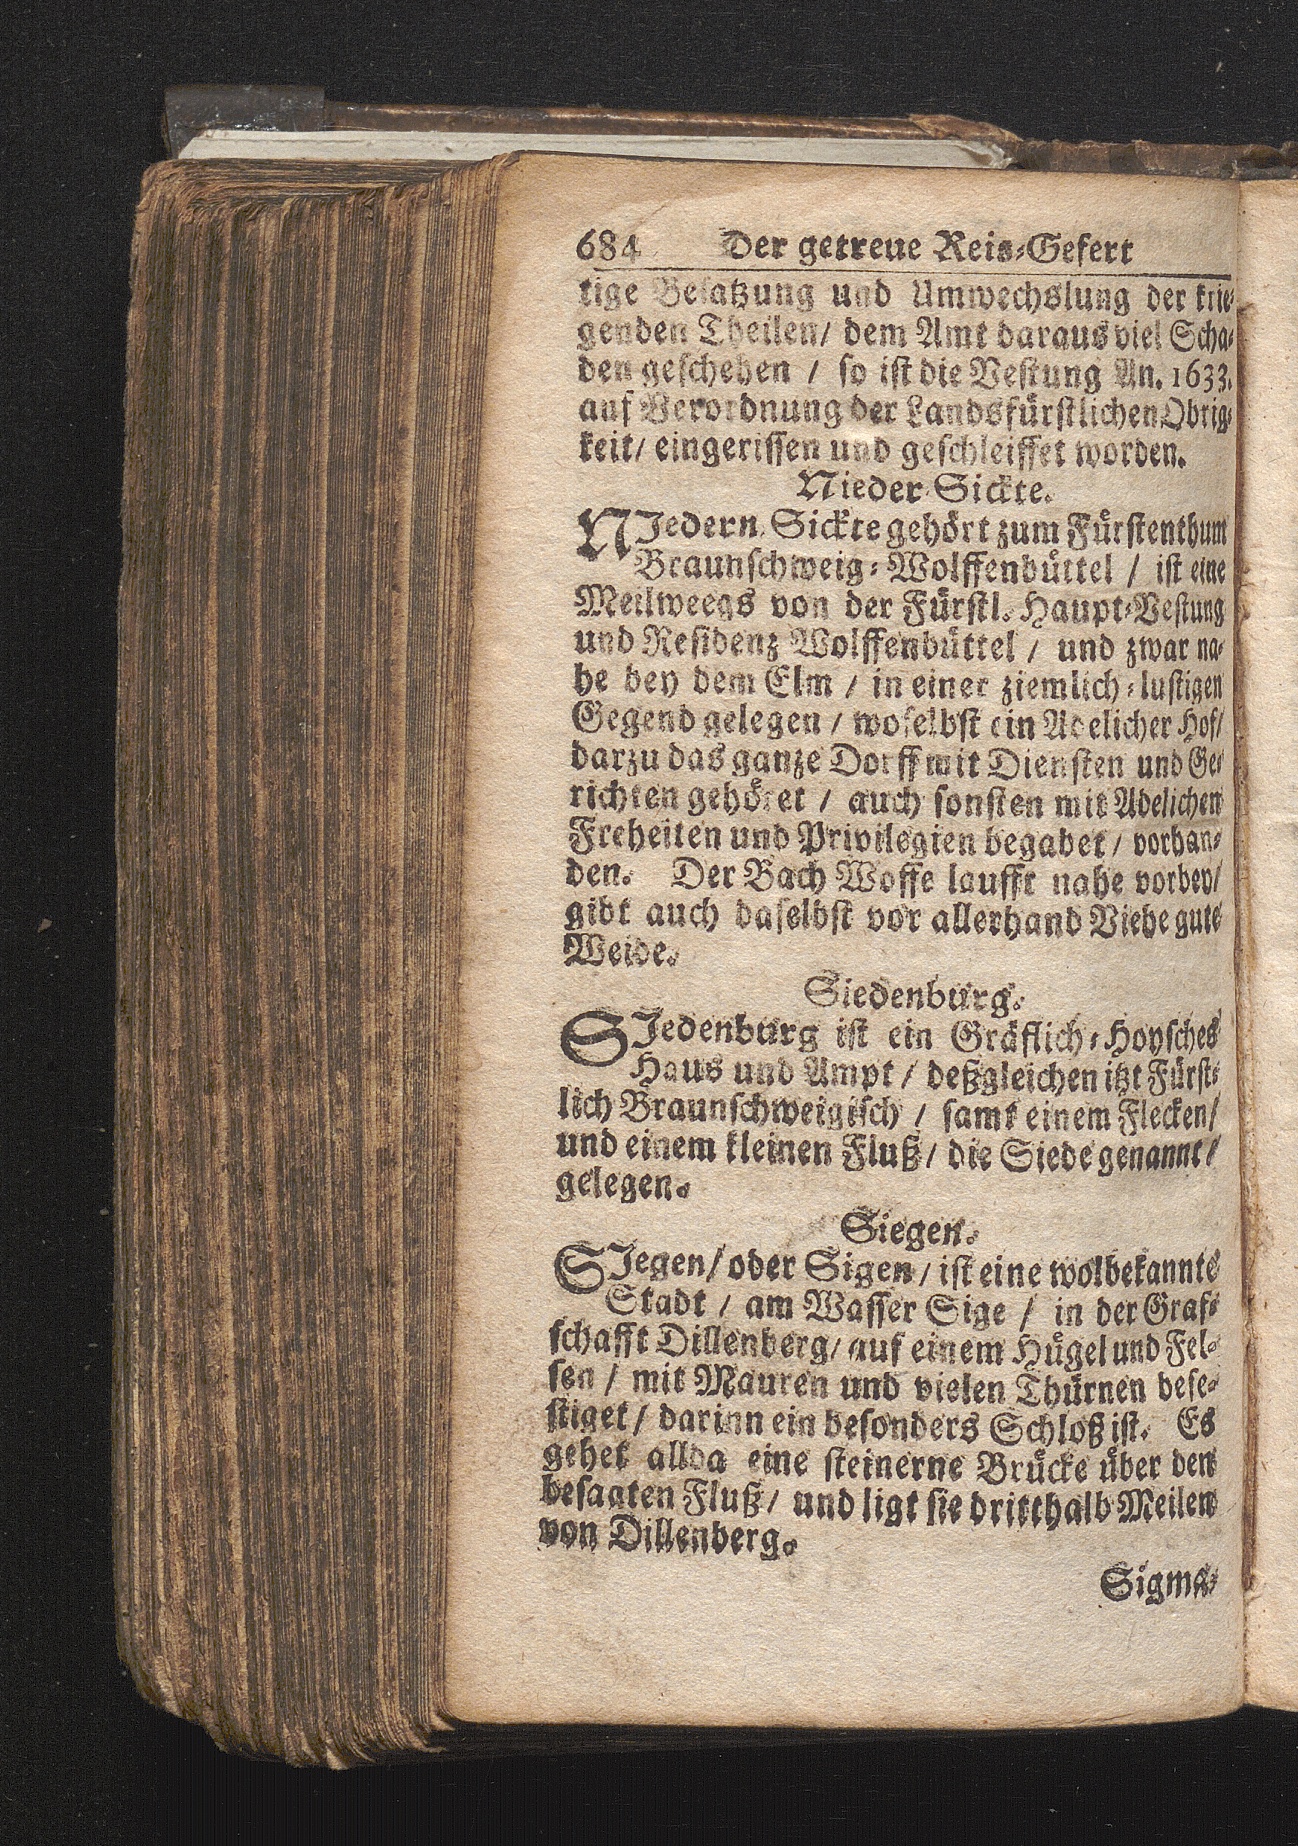 684 Der getreue Reis-Gefert
tige Besatzung und Umwechslung der krie-
genden Theilen/ dem Amt daraus viel Scha-
den geschehen / so ist die Vestung An. 1633.
auf Verordnung der Landsfürstlichen Obrig-
keit/ eingerissen und geschleiffet worden.
Nieder-Sickte.
NJedern-Sickte gehört zum Fürstenthum
Braunschweig-Wolffenbüttel / ist eine
Meilweegs von der Fürstl. Haupt-Vestung
und Residenz Wolffenbüttel / und zwar na-
he bey dem Elm / in einer ziemlich-lustigen
Gegend gelegen / woselbst ein Adelicher Hof/
darzu das ganze Dorff mit Diensten und Ge-
richten gehöret / auch sonsten mit Adelichen
Freheiten und Privilegien begabet / vorhan-
den. Der Bach Woffe laufft nahe vorbey/
gibt auch daselbst vor allerhand Viehe gute
Weide.
Siedenburg.
SJedenburg ist ein Gräflich-Hoysches
Haus und Ampt / deßgleichen itzt Fürst-
lich Braunschweigisch / samt einem Flecken/
und einem kleinen Fluß / die Siede genannt/
gelegen.
Siegen.
SJegen/ oder Sigen / ist eine wolbekannte
Stadt / am Wasser Sige / in der Graf-
schafft Dillenberg/ auf einem Hügel und Fel-
sen / mit Mauren und vielen Thürnen befe-
stiget / darinn ein besonders Schloß ist. Es
gehet allda eine steinerne Brücke über den
besagten Fluß / und ligt sie dritthalb Meilen
von Dillenberg.
Sigma-